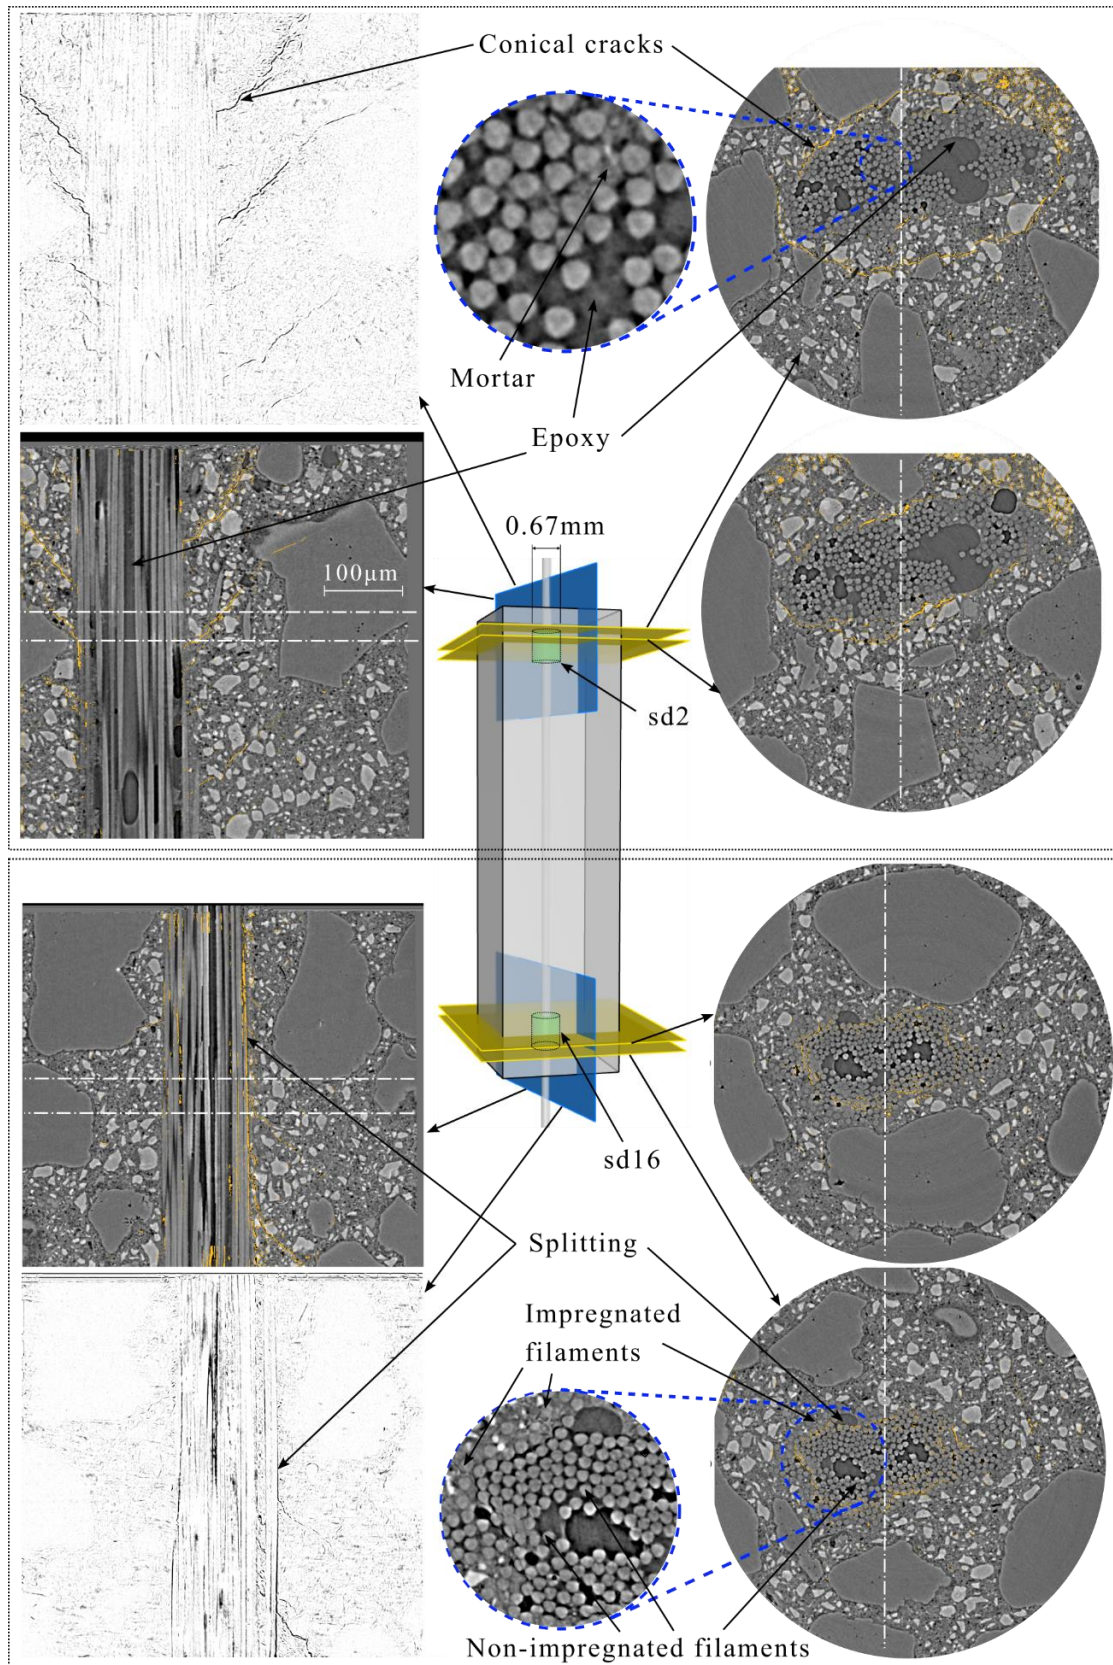 Conical cracks
Mortar
Epoxy
0.67mm
100µm
sd2
sd16
Splitting
Impregnated
filaments
Non-impregnated filaments